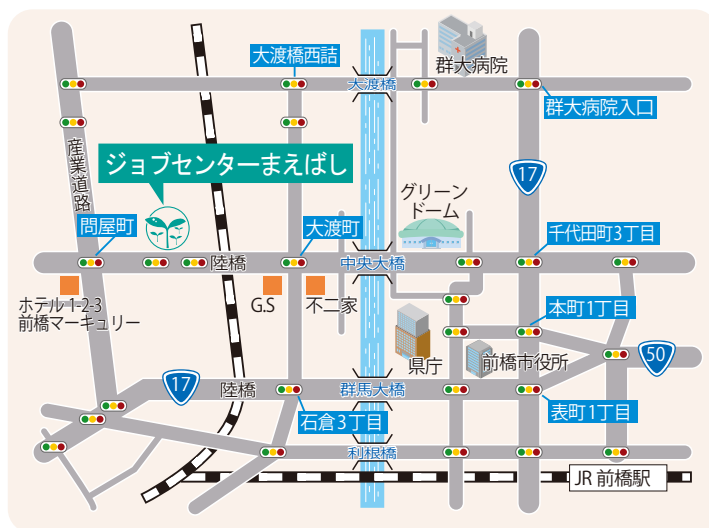 大渡橋西詰
群大病院
大渡橋
群大病院入口
産業道路
ジョブセンターまえばし
17
グリーン
ドーム
問屋町
大渡町
千代田町3丁目
陸橋
中央大橋
ホテル 1-2-3
前橋マーキュリー
G.S
不二家
本町1丁目
県庁
前橋市役所
50
17
陸橋
群馬大橋
石倉3丁目
表町1丁目
利根橋
JR 前橋駅